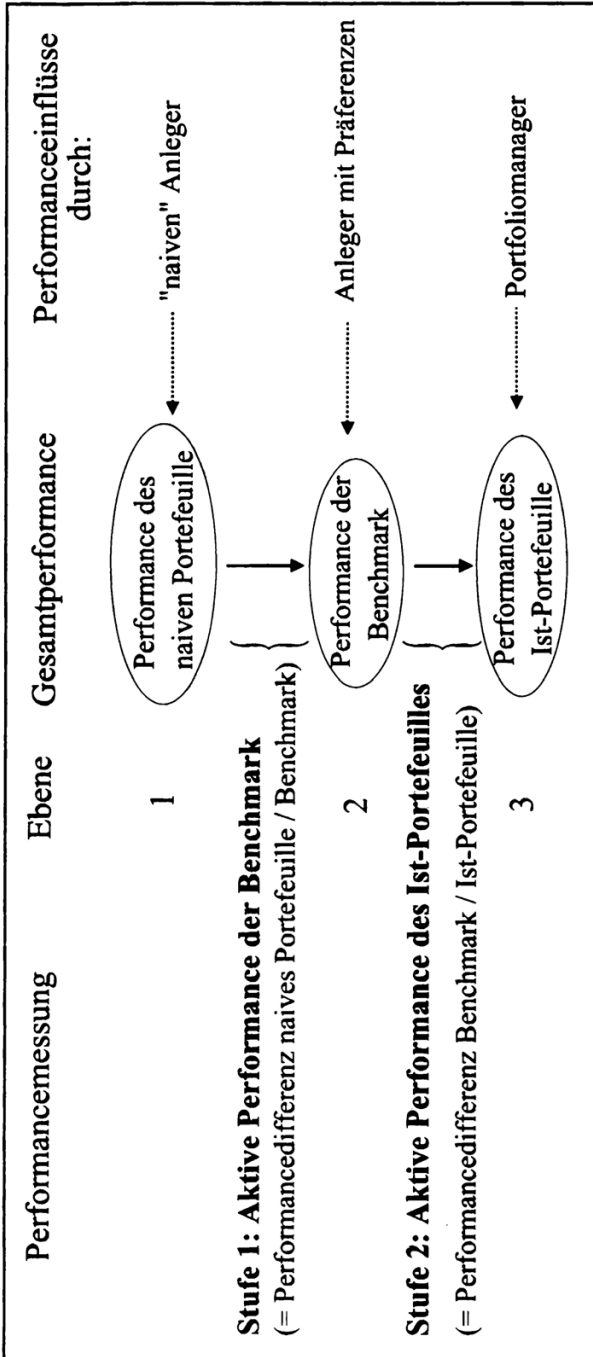 Performancemessung
Ebene
Gesamtperformance
Performanceeinflüsse
durch:
1
Performance des
naiven Portefeuille
"naiven" Anleger
Stufe 1: Aktive Performance der Benchmark
(= Performancedifferenz naives Portefeuille / Benchmark)
2
Performance der
Benchmark
Anleger mit Präferenzen
Stufe 2: Aktive Performance des Ist-Portefeuilles
(= Performancedifferenz Benchmark / Ist-Portefeuille)
3
Performance des
Ist-Portefeuille
Portfoliomanager